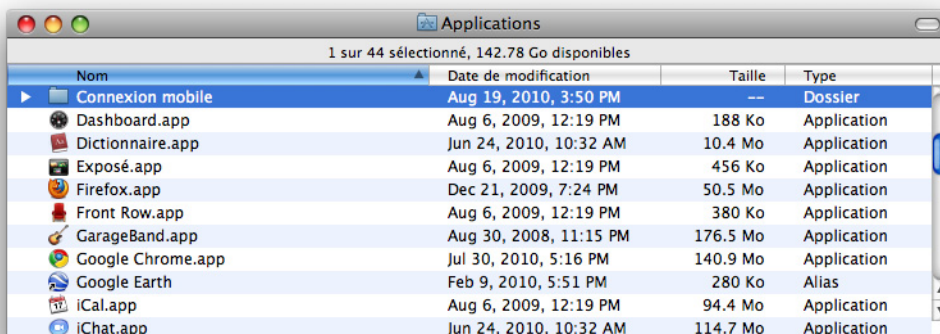 Applications
1 sur 44 sélectionné, 142.78 Go disponibles
Nom Date de modification Taille Type
Connexion mobile Aug 19, 2010, 3:50 PM -- Dossier
Dashboard.app Aug 6, 2009, 12:19 PM 188 Ko Application
Dictionnaire.app Jun 24, 2010, 10:32 AM 10.4 Mo Application
Exposé.app Aug 6, 2009, 12:19 PM 456 Ko Application
Firefox.app Dec 21, 2009, 7:24 PM 50.5 Mo Application
Front Row.app Aug 6, 2009, 12:19 PM 380 Ko Application
GarageBand.app Aug 30, 2008, 11:15 PM 176.5 Mo Application
Google Chrome.app Jul 30, 2010, 5:16 PM 140.9 Mo Application
Google Earth Feb 9, 2010, 5:51 PM 280 Ko Alias
iCal.app Aug 6, 2009, 12:19 PM 94.4 Mo Application
iChat.app Jun 24, 2010, 10:32 AM 114.7 Mo Application